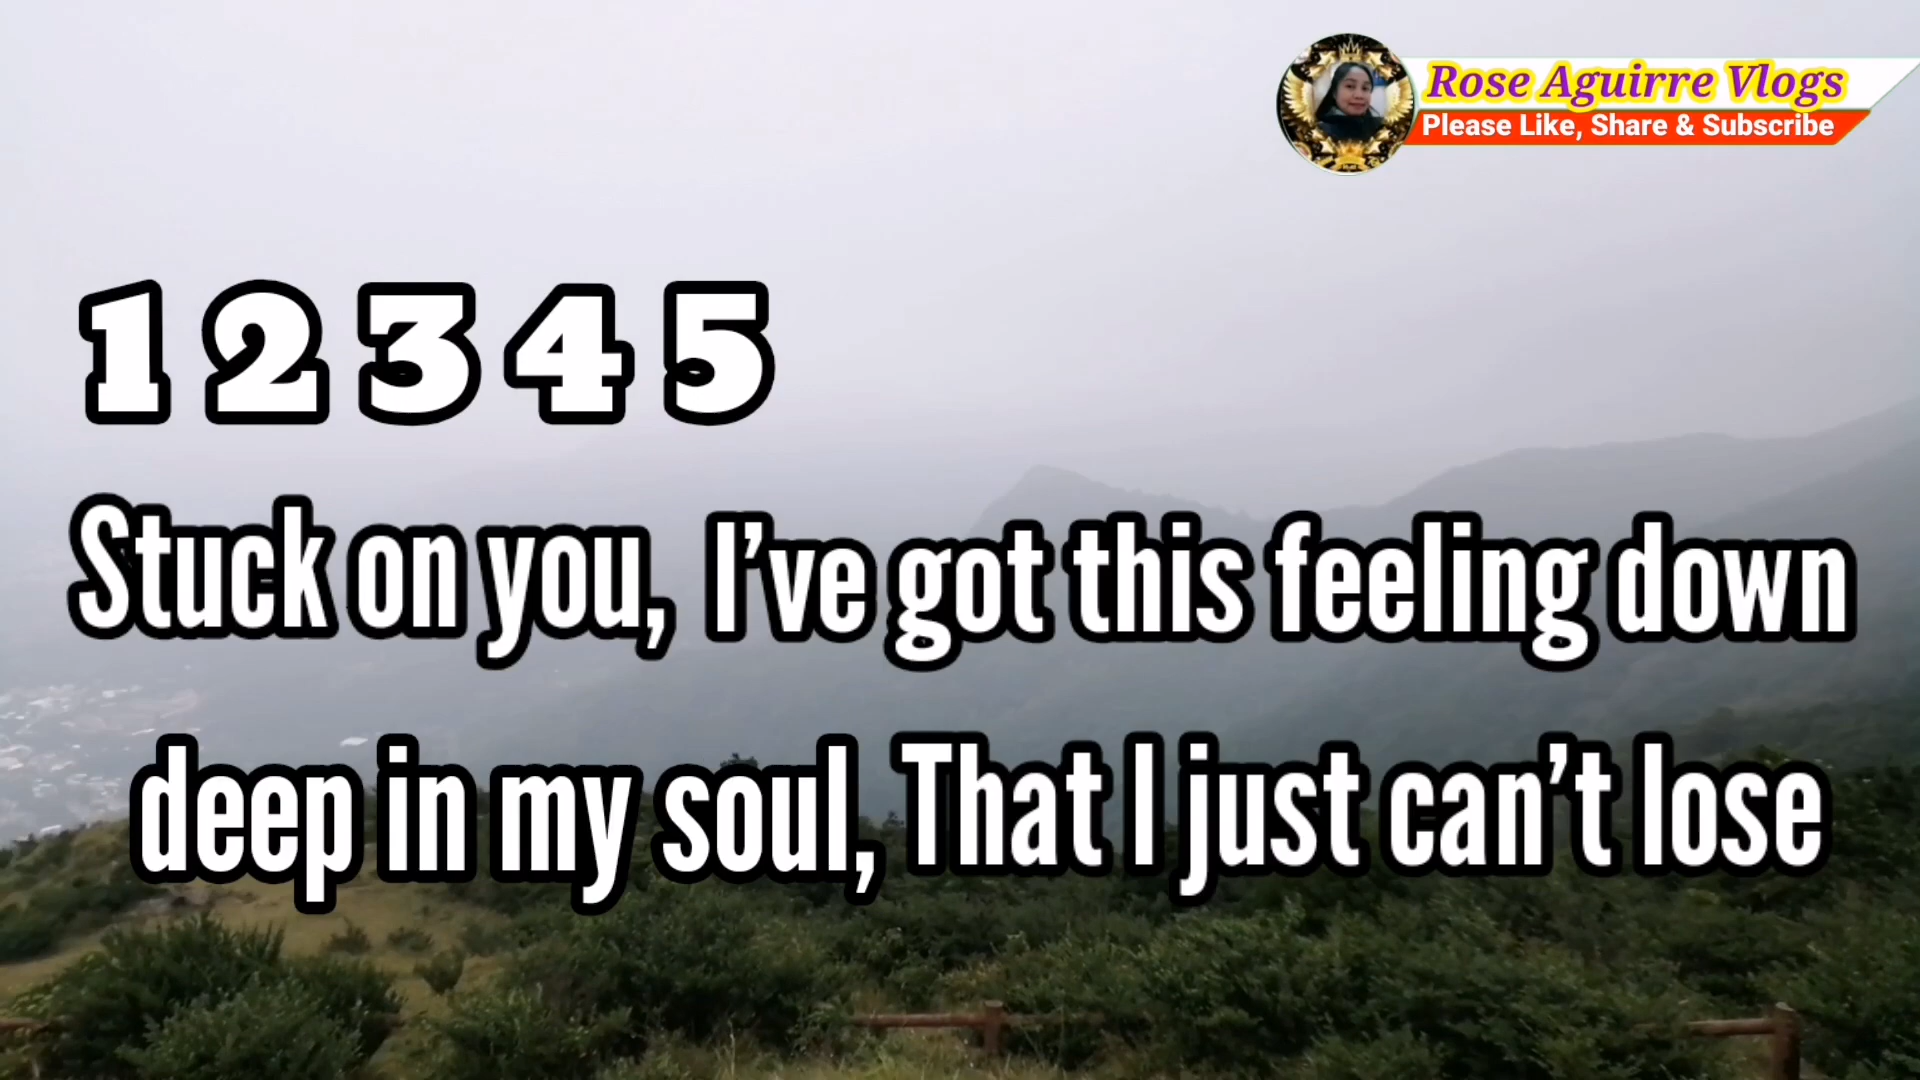 Rose Aguirre Vlogs
Please Like, Share & Subscribe
1 2 3 4 5
Stuck on you, I’ve got this feeling down
deep in my soul, That I just can’t lose